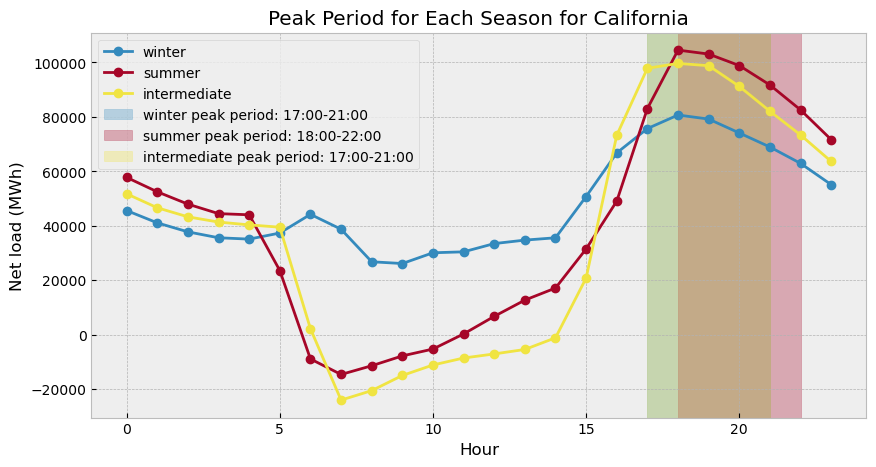 Peak Period for Each Season for California
winter
summer
intermediate
winter peak period: 17:00-21:00
summer peak period: 18:00-22:00
intermediate peak period: 17:00-21:00
Net load (MWh)
100000
80000
60000
40000
20000
0
−20000
0 5 10 15 20
Hour